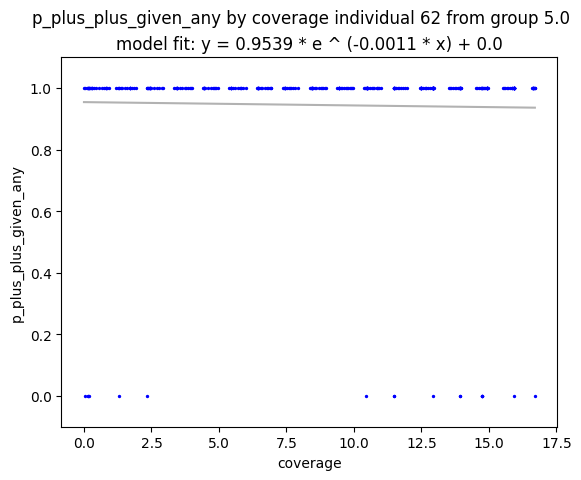 p_plus_plus_given_any by coverage individual 62 from group 5.0
model fit: y = 0.9539 * e ^ (-0.0011 * x) + 0.0
1.0
0.8
0.6
0.4
0.2
0.0
p_plus_plus_given_any
0.0 2.5 5.0 7.5 10.0 12.5 15.0 17.5
coverage